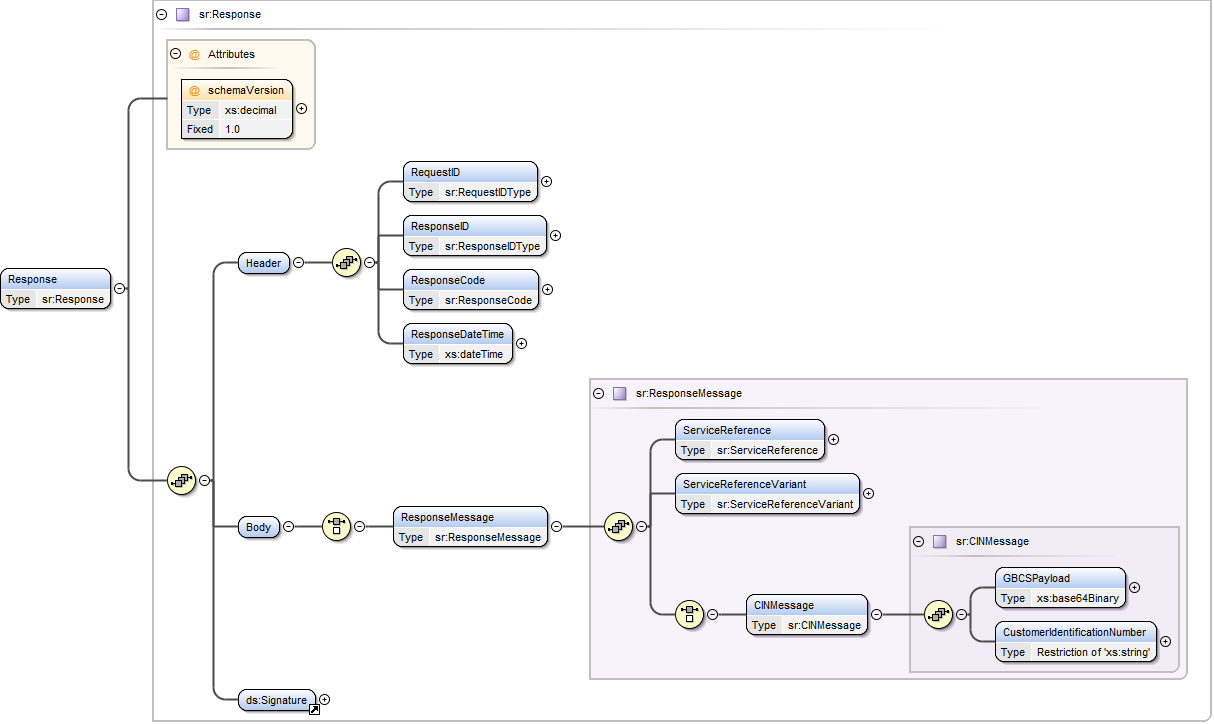 sr:Response
@ Attributes
@ schemaVersion
Type xs:decimal
Fixed 1.0
RequestID
Type sr:RequestIDType
ResponseID
Type sr:ResponseIDType
Header
ResponseCode
Type sr:ResponseCode
Response
Type sr:Response
ResponseDateTime
Type xs:dateTime
sr:ResponseMessage
ServiceReference
Type sr:ServiceReference
ServiceReferenceVariant
Type sr:ServiceReferenceVariant
Body
ResponseMessage
Type sr:ResponseMessage
sr:CINMessage
GBCSPayload
Type xs:base64Binary
CINMessage
Type sr:CINMessage
CustomerIdentificationNumber
Type Restriction of 'xs:string'
ds:Signature